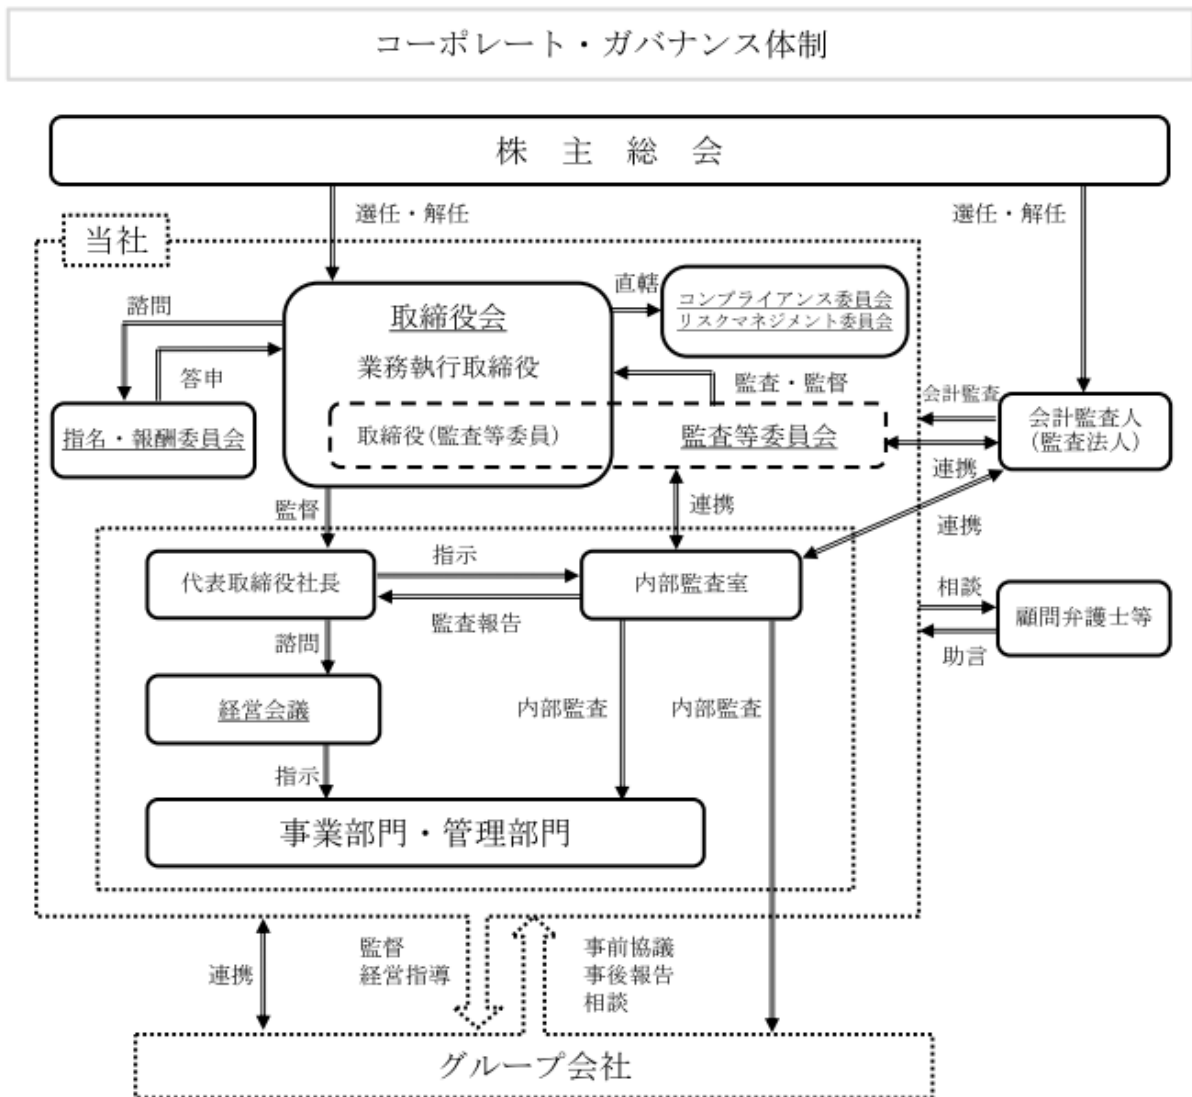 コーポレート・ガバナンス体制
株　主　総　会
選任・解任
選任・解任
当社
諮問
取締役会
直轄
コンプライアンス委員会
リスクマネジメント委員会
業務執行取締役
答申
監査・監督
会計監査
指名・報酬委員会
取締役(監査等委員)
監査等委員会
会計監査人
(監査法人)
連携
監督
連携
連携
代表取締役社長
指示
内部監査室
監査報告
相談
顧問弁護士等
助言
諮問
経営会議
内部監査
内部監査
指示
事業部門・管理部門
連携
監督
経営指導
事前協議
事後報告
相談
グループ会社